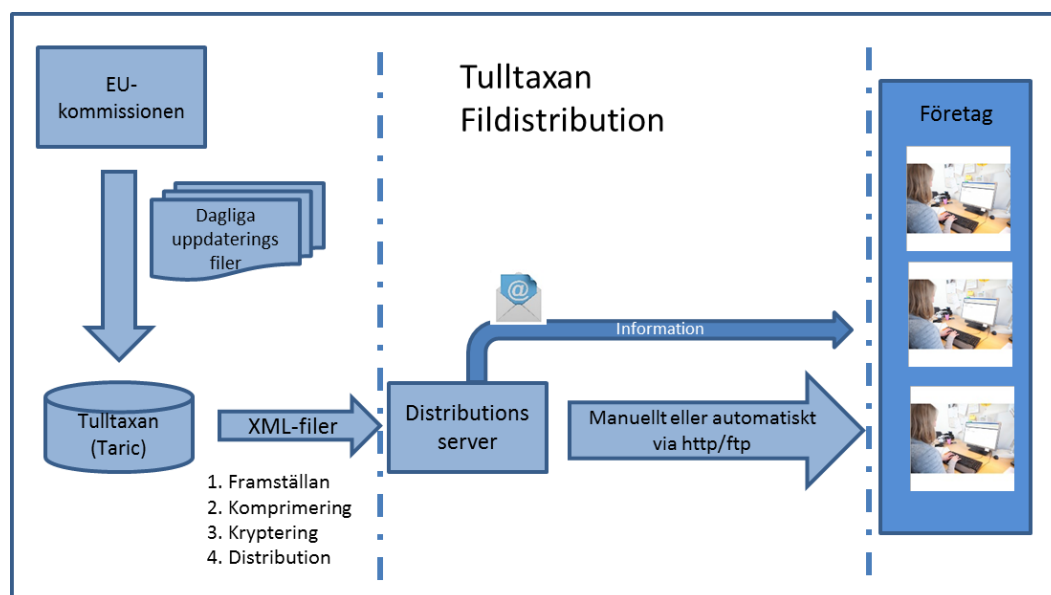 EU-
kommissionen
Tulltaxan
Fildistribution
Företag
Dagliga
uppdaterings
filer
@
Information
Tulltaxan
(Taric)
XML-filer
Distributions
server
Manuellt eller automatiskt
via http/ftp
1. Framställan
2. Komprimering
3. Kryptering
4. Distribution